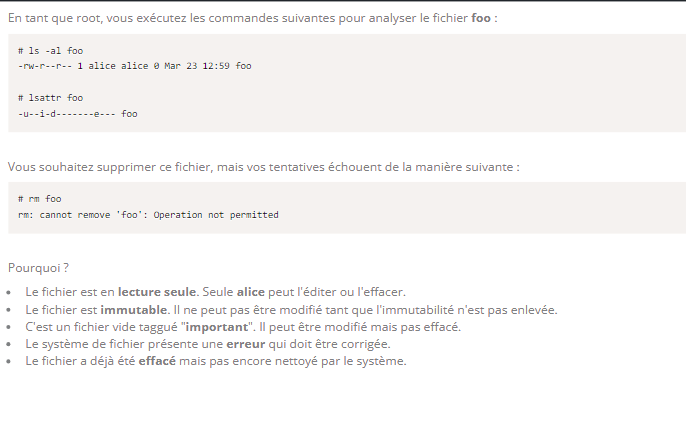 En tant que root, vous exécutez les commandes suivantes pour analyser le fichier foo :
# ls -al foo
-rw-r--r-- 1 alice alice 0 Mar 23 12:59 foo
# lsattr foo
-u--i-d-------e--- foo
Vous souhaitez supprimer ce fichier, mais vos tentatives échouent de la manière suivante :
# rm foo
rm: cannot remove 'foo': Operation not permitted
Pourquoi ?
• Le fichier est en lecture seule. Seule alice peut l'éditer ou l'effacer.
• Le fichier est immutable. Il ne peut pas être modifié tant que l'immutabilité n'est pas enlevée.
• C'est un fichier vide taggué "important". Il peut être modifié mais pas effacé.
• Le système de fichier présente une erreur qui doit être corrigée.
• Le fichier a déjà été effacé mais pas encore nettoyé par le système.